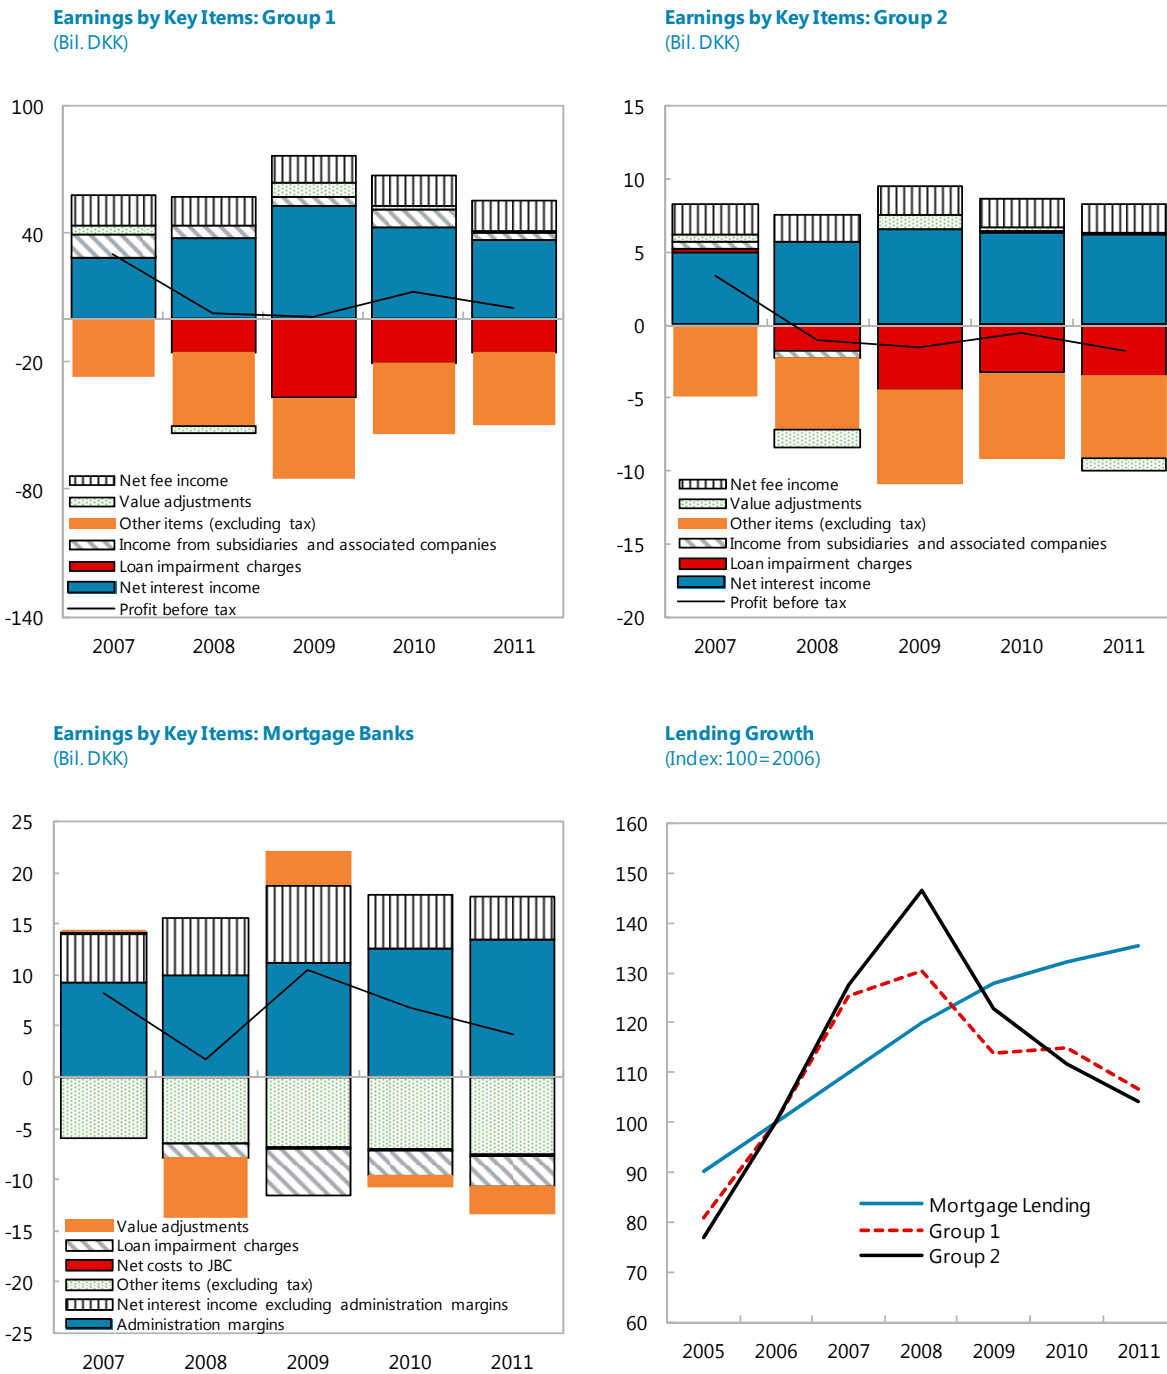 Earnings by Key Items: Group 1
(Bil. DKK)
100
40
-20
-80
-140
Net fee income
Value adjustments
Other items (excluding tax)
Income from subsidiaries and associated companies
Loan impairment charges
Net interest income
Profit before tax
2007 2008 2009 2010 2011
Earnings by Key Items: Group 2
(Bil. DKK)
15
10
5
0
-5
-10
-15
-20
Net fee income
Value adjustments
Other items (excluding tax)
Income from subsidiaries and associated companies
Loan impairment charges
Net interest income
Profit before tax
2007 2008 2009 2010 2011
Earnings by Key Items: Mortgage Banks
(Bil. DKK)
25
20
15
10
5
0
-5
-10
-15
-20
-25
Value adjustments
Loan impairment charges
Net costs to JBC
Other items (excluding tax)
Net interest income excluding administration margins
Administration margins
2007 2008 2009 2010 2011
Lending Growth
(Index: 100=2006)
160
150
140
130
120
110
100
90
80
70
60
Mortgage Lending
Group 1
Group 2
2005 2006 2007 2008 2009 2010 2011